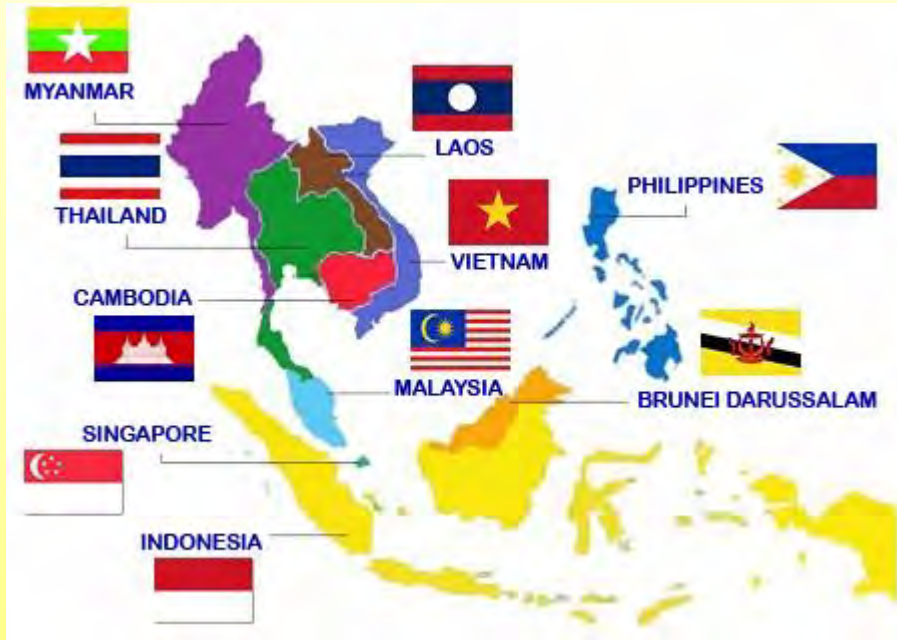 MYANMAR
LAOS
PHILIPPINES
THAILAND
VIETNAM
CAMBODIA
MALAYSIA
BRUNEI DARUSSALAM
SINGAPORE
INDONESIA